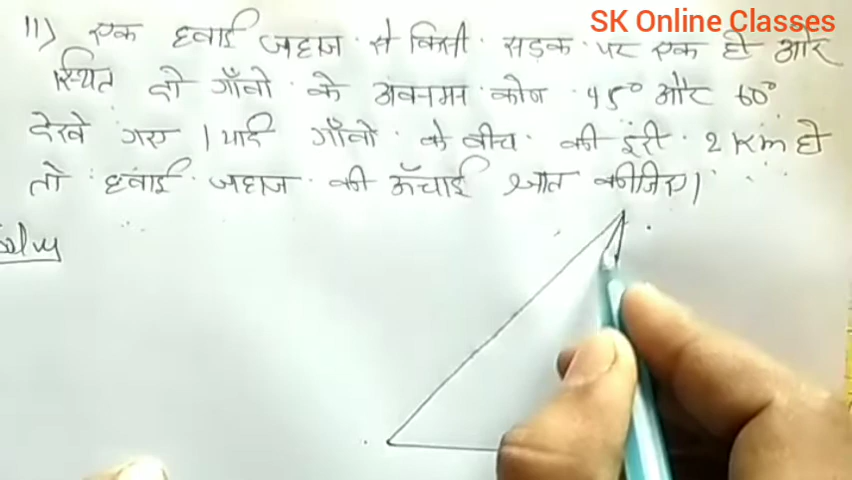 SK Online Classes
11) एक हवाई जहाज से किसी सड़क पर एक ही ओर
स्थित दो गाँवो के अवनमन कोण 45° और 60°
देखे गए । यदि गाँवो के बीच की दूरी 2 Km हो
तो हवाई जहाज की ऊँचाई ज्ञात कीजिए।
Solⁿ